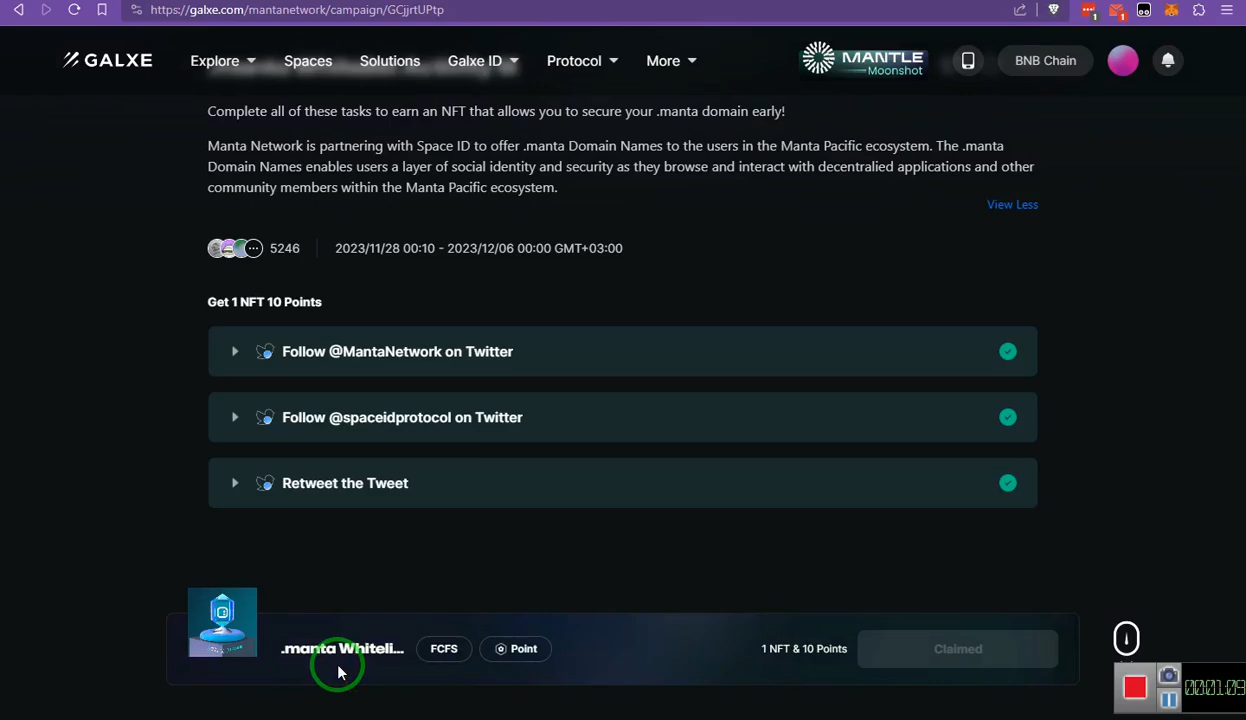 https://galxe.com/mantanetwork/campaign/GCjjrtUPtp
1
1
GALXE
Explore
Spaces
Solutions
Galxe ID
Protocol
More
MANTLE
Moonshot
BNB Chain
Complete all of these tasks to earn an NFT that allows you to secure your .manta domain early!
Manta Network is partnering with Space ID to offer .manta Domain Names to the users in the Manta Pacific ecosystem. The .manta
Domain Names enables users a layer of social identity and security as they browse and interact with decentralied applications and other
community members within the Manta Pacific ecosystem.
View Less
5246
2023/11/28 00:10 - 2023/12/06 00:00 GMT+03:00
Get 1 NFT 10 Points
Follow @MantaNetwork on Twitter
Follow @spaceidprotocol on Twitter
Retweet the Tweet
.manta Whiteli...
FCFS
Point
1 NFT & 10 Points
Claimed